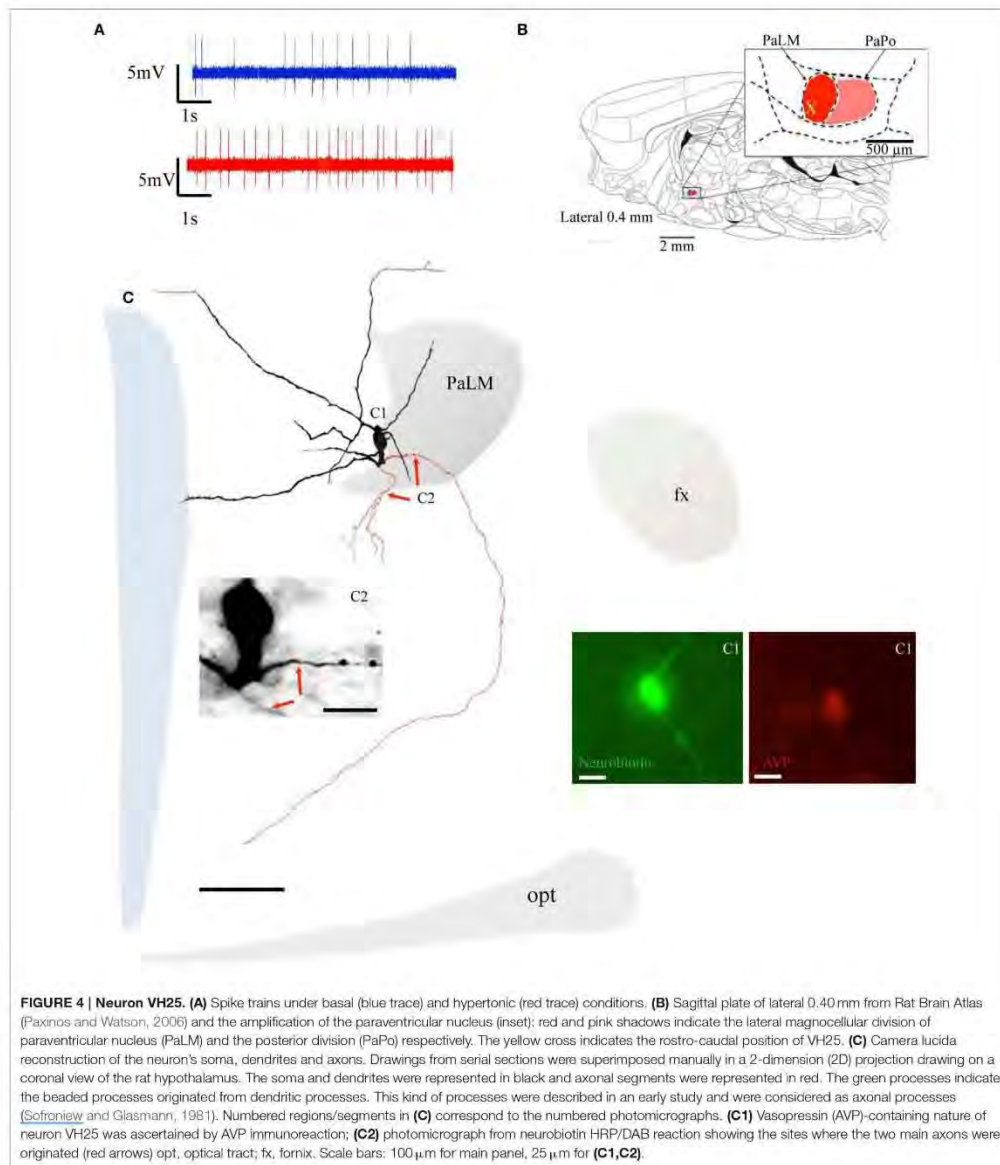 A
5mV
1s
5mV
1s
B
PaLM
PaPo
500 µm
Lateral 0.4 mm
2 mm
C
PaLM
C1
C2
fx
C2
C1
Neurobiotin
C1
AVP
opt
FIGURE 4 | Neuron VH25. (A) Spike trains under basal (blue trace) and hypertonic (red trace) conditions. (B) Sagittal plate of lateral 0.40 mm from Rat Brain Atlas
(Paxinos and Watson, 2006) and the amplification of the paraventricular nucleus (inset): red and pink shadows indicate the lateral magnocellular division of
paraventricular nucleus (PaLM) and the posterior division (PaPo) respectively. The yellow cross indicates the rostro-caudal position of VH25. (C) Camera lucida
reconstruction of the neuron's soma, dendrites and axons. Drawings from serial sections were superimposed manually in a 2-dimension (2D) projection drawing on a
coronal view of the rat hypothalamus. The soma and dendrites were represented in black and axonal segments were represented in red. The green processes indicate
the beaded processes originated from dendritic processes. This kind of processes were described in an early study and were considered as axonal processes
(Sofroniew and Glasmann, 1981). Numbered regions/segments in (C) correspond to the numbered photomicrographs. (C1) Vasopressin (AVP)-containing nature of
neuron VH25 was ascertained by AVP immunoreaction; (C2) photomicrograph from neurobiotin HRP/DAB reaction showing the sites where the two main axons were
originated (red arrows) opt, optical tract; fx, fornix. Scale bars: 100 µm for main panel, 25 µm for (C1,C2).